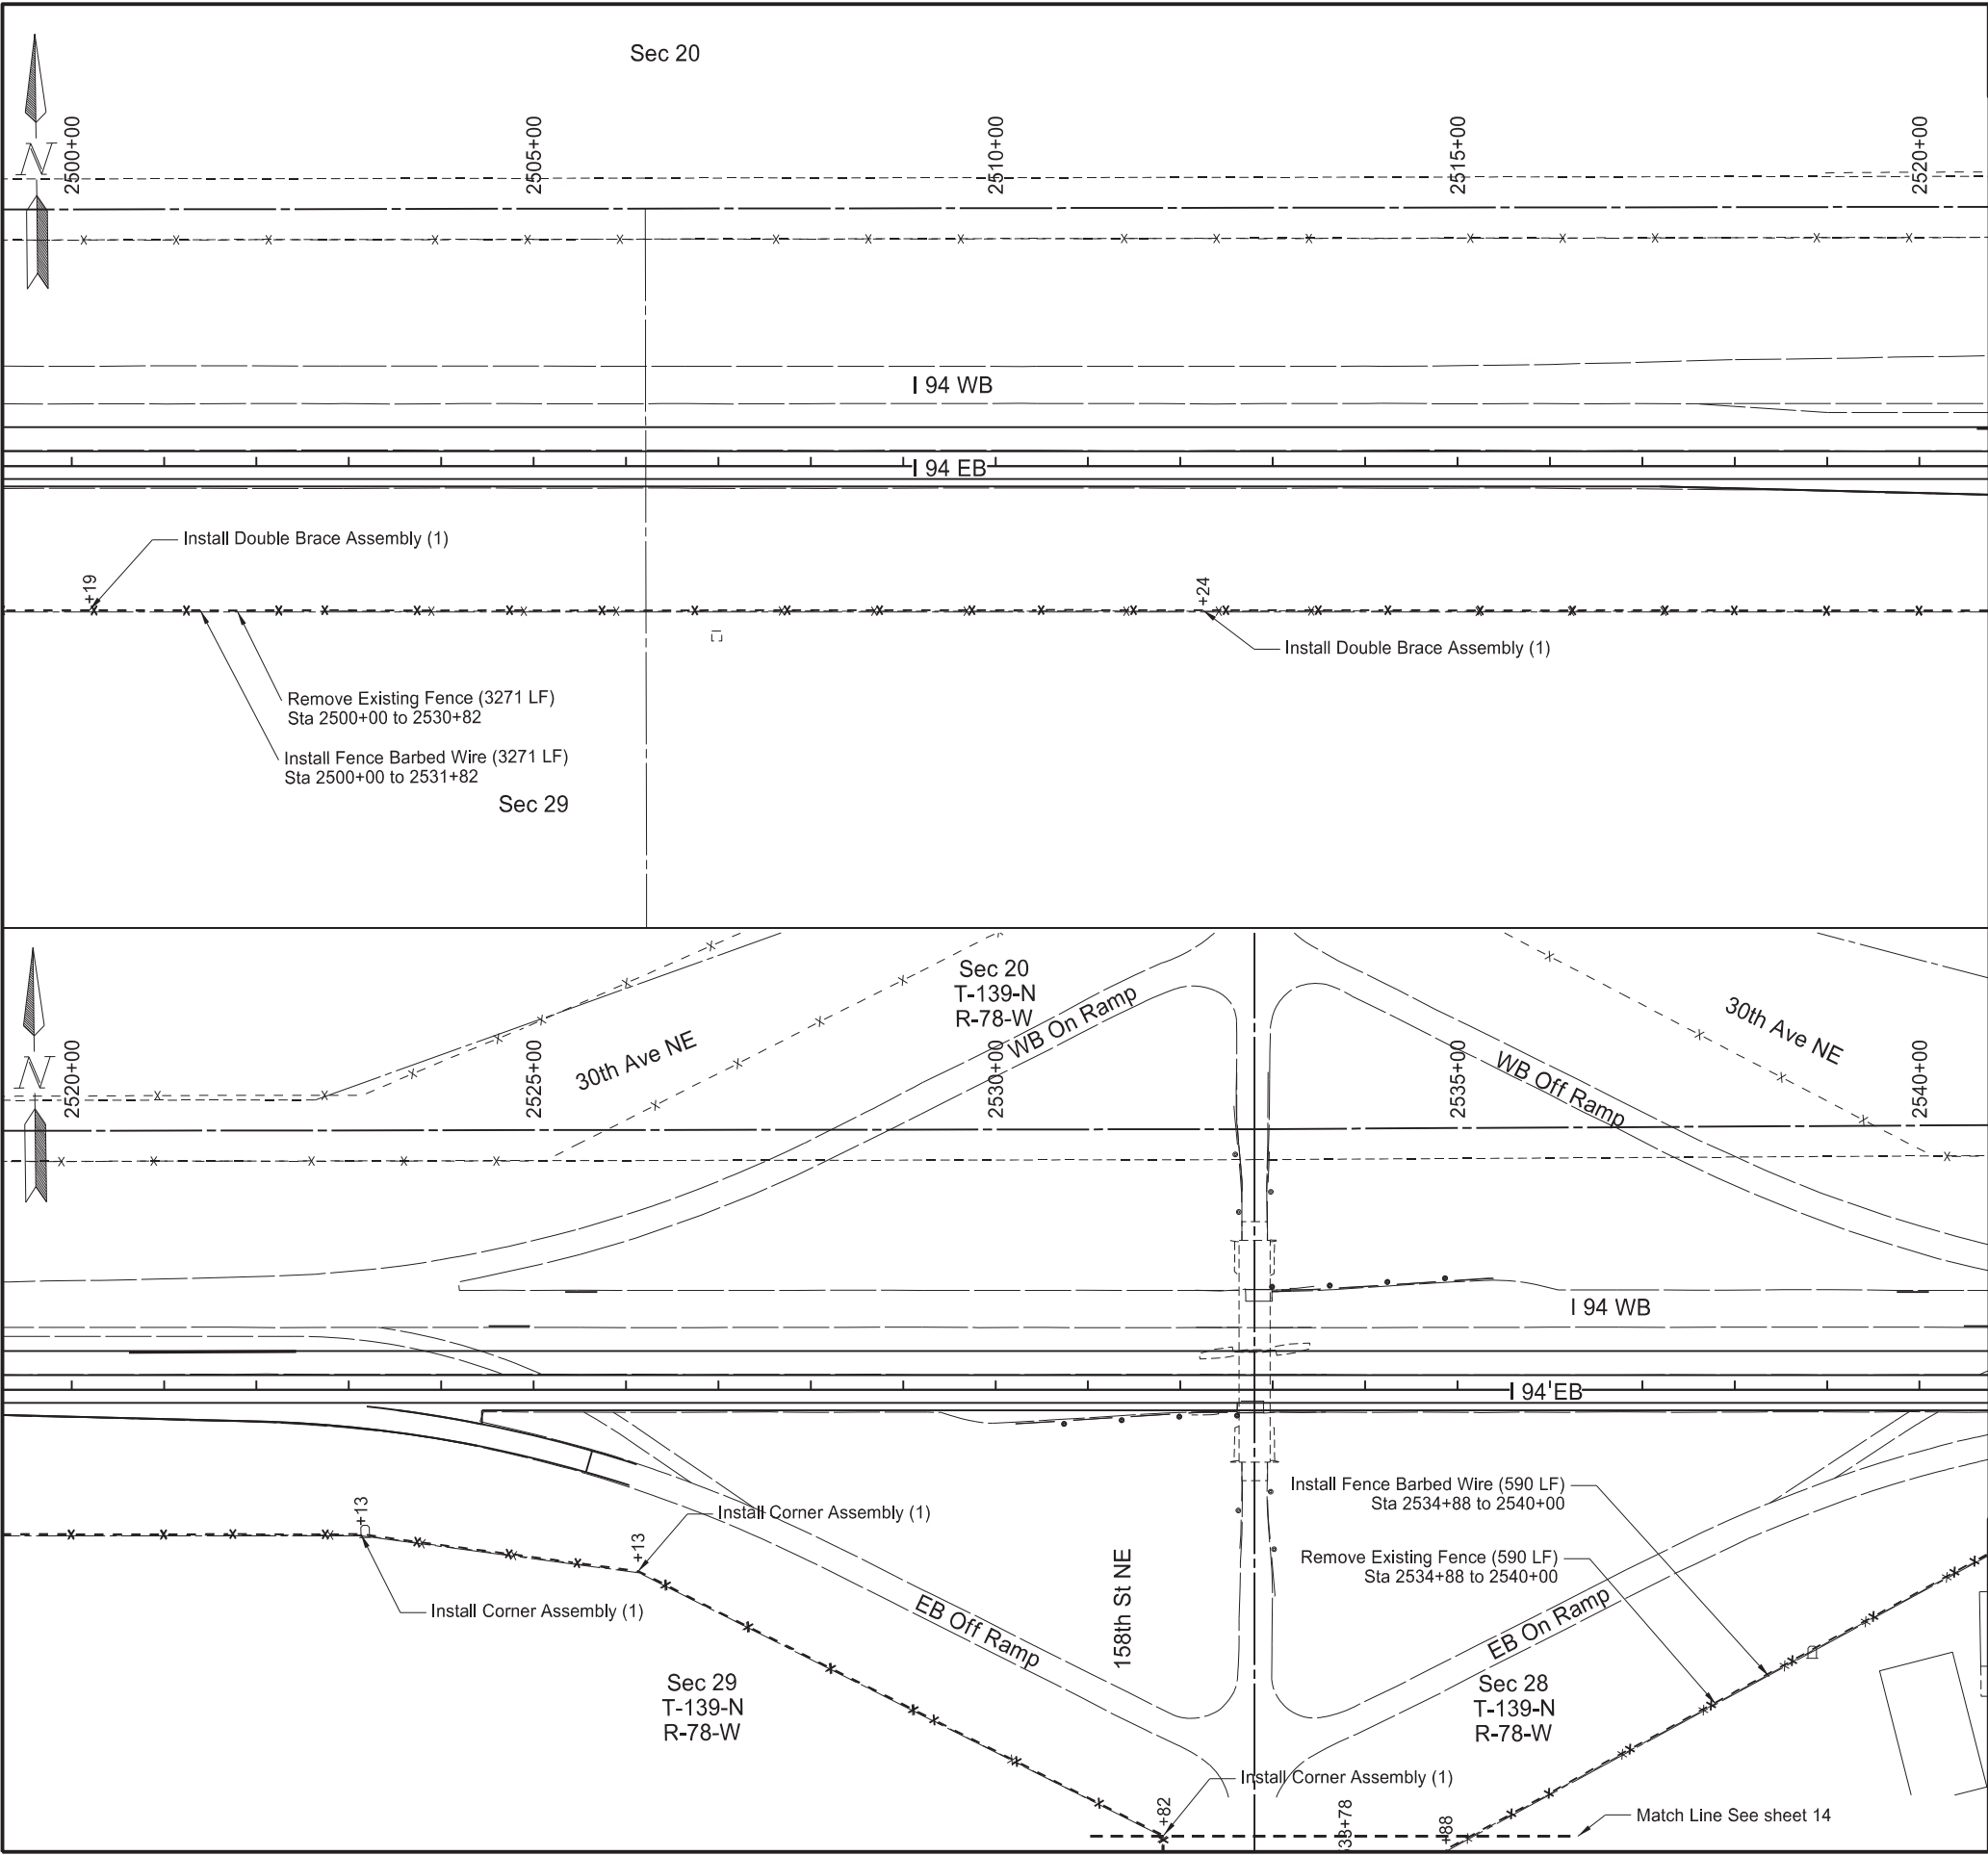 Sec 20
N
2500+00
2505+00
2510+00
2515+00
2520+00
I 94 WB
I 94 EB
Install Double Brace Assembly (1)
+19
+24
Install Double Brace Assembly (1)
Remove Existing Fence (3271 LF)
Sta 2500+00 to 2530+82
Install Fence Barbed Wire (3271 LF)
Sta 2500+00 to 2531+82
Sec 29
Sec 20
T-139-N
R-78-W
WB On Ramp
30th Ave NE
30th Ave NE
WB Off Ramp
N
2520+00
2525+00
2530+00
2535+00
2540+00
I 94 WB
I 94 EB
Install Fence Barbed Wire (590 LF)
Sta 2534+88 to 2540+00
+13
Install Corner Assembly (1)
+13
Remove Existing Fence (590 LF)
Sta 2534+88 to 2540+00
Install Corner Assembly (1)
EB Off Ramp
158th St NE
EB On Ramp
Sec 29
T-139-N
R-78-W
Sec 28
T-139-N
R-78-W
Install Corner Assembly (1)
+82
33+78
+88
Match Line See sheet 14